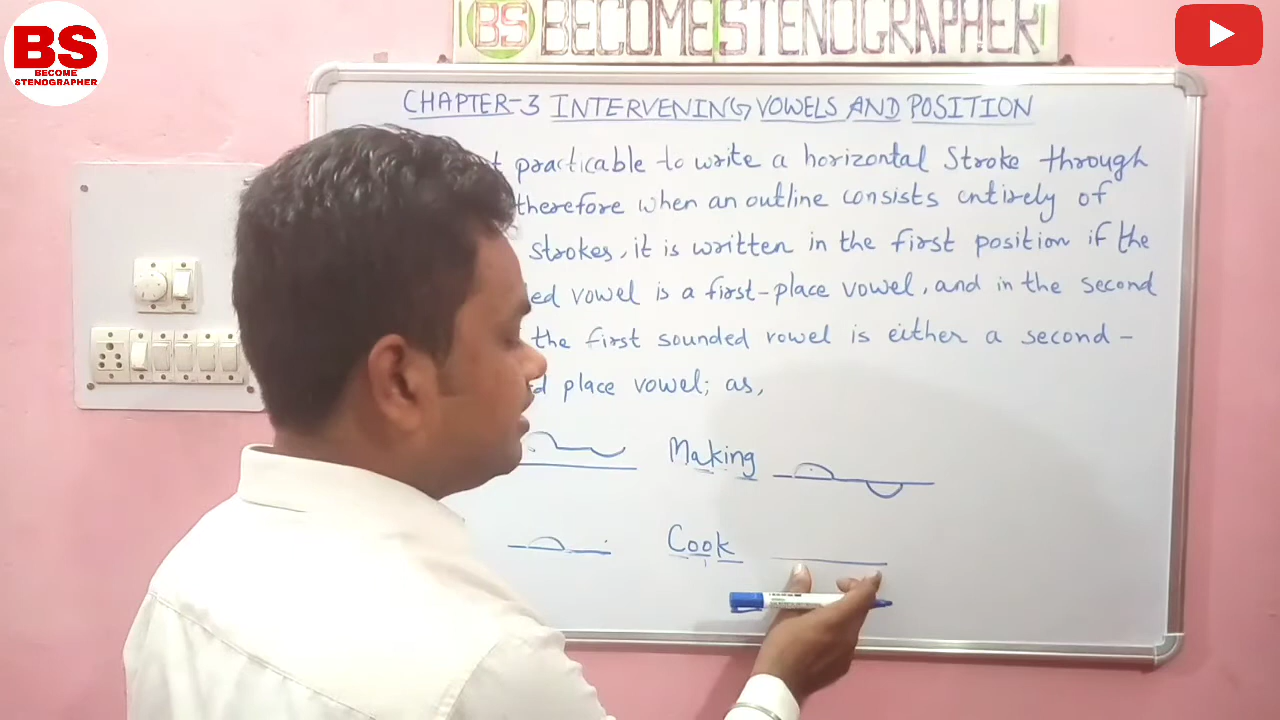 BS
BECOME
STENOGRAPHER
BS BECOME STENOGRAPHER
CHAPTER-3 INTERVENING VOWELS AND POSITION
practicable to write a horizontal Stroke through
therefore when an outline consists entirely of
strokes, it is written in the first position if the
ed vowel is a first-place vowel, and in the second
the first sounded vowel is either a second-
place vowel; as,
Making
Cook